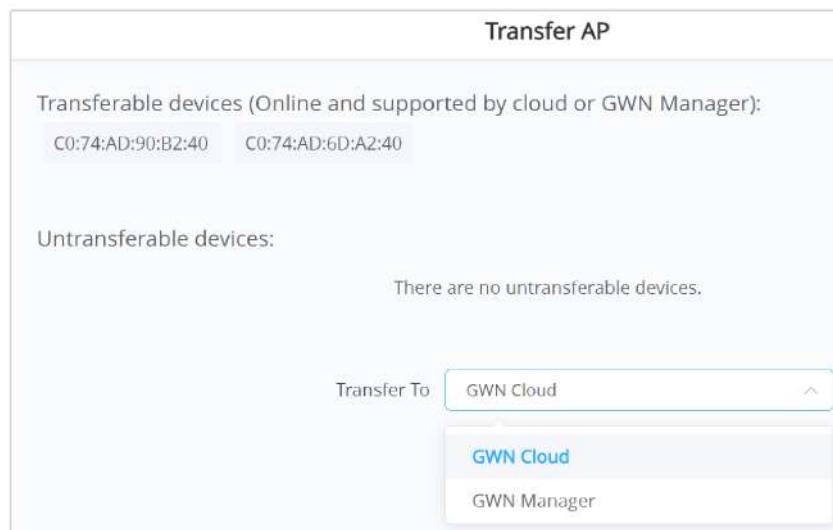 Transfer AP
Transferable devices (Online and supported by cloud or GWN Manager):
C0:74:AD:90:B2:40 C0:74:AD:6D:A2:40
Untransferable devices:
There are no untransferable devices.
Transfer To GWN Cloud
GWN Cloud
GWN Manager